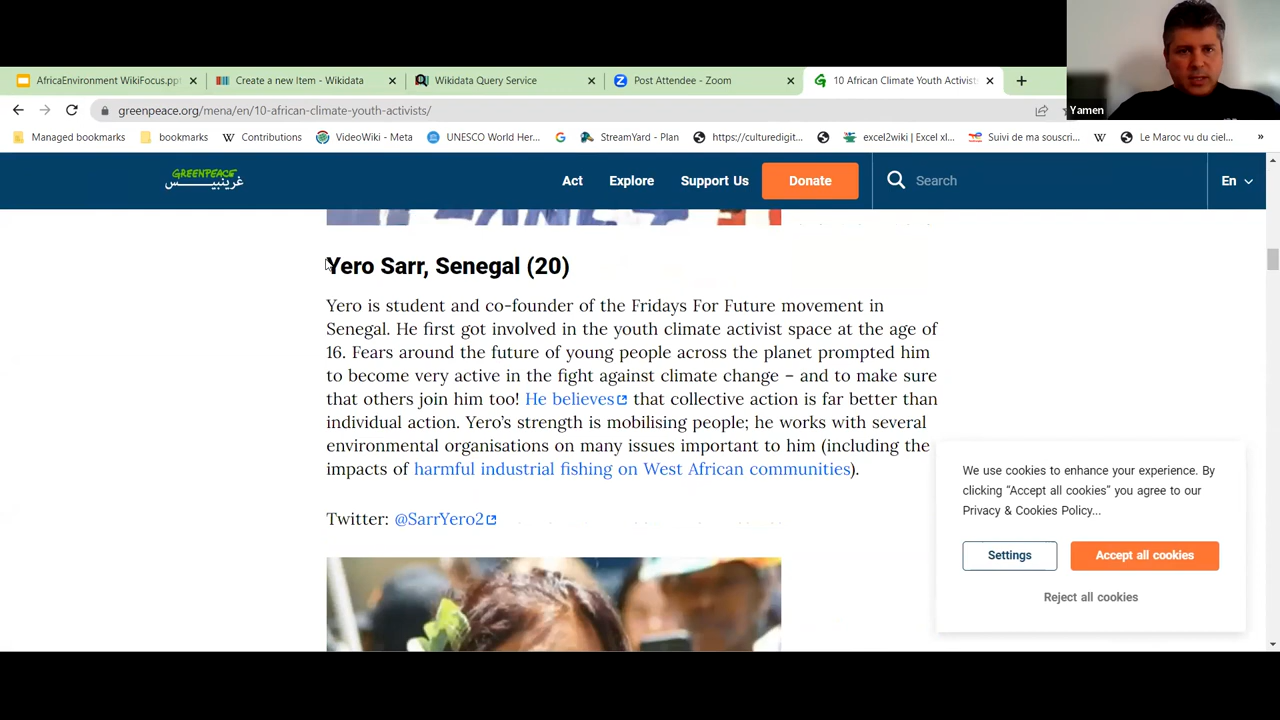 Yamen
AfricaEnvironment WikiFocus.ppt
Create a new Item - Wikidata
Wikidata Query Service
Post Attendee - Zoom
10 African Climate Youth Activists
greenpeace.org/mena/en/10-african-climate-youth-activists/
Managed bookmarks
bookmarks
Contributions
VideoWiki - Meta
UNESCO World Her...
StreamYard - Plan
https://culturedigit...
excel2wiki | Excel xl...
Suivi de ma souscri...
Le Maroc vu du ciel...
»
GREENPEACE
غرينبيس
Act
Explore
Support Us
Donate
Search
En
Yero Sarr, Senegal (20)
Yero is student and co-founder of the Fridays For Future movement in
Senegal. He first got involved in the youth climate activist space at the age of
16. Fears around the future of young people across the planet prompted him
to become very active in the fight against climate change – and to make sure
that others join him too! He believes that collective action is far better than
individual action. Yero’s strength is mobilising people; he works with several
environmental organisations on many issues important to him (including the
impacts of harmful industrial fishing on West African communities).
Twitter: @SarrYero2
We use cookies to enhance your experience. By
clicking “Accept all cookies” you agree to our
Privacy & Cookies Policy...
Settings
Accept all cookies
Reject all cookies